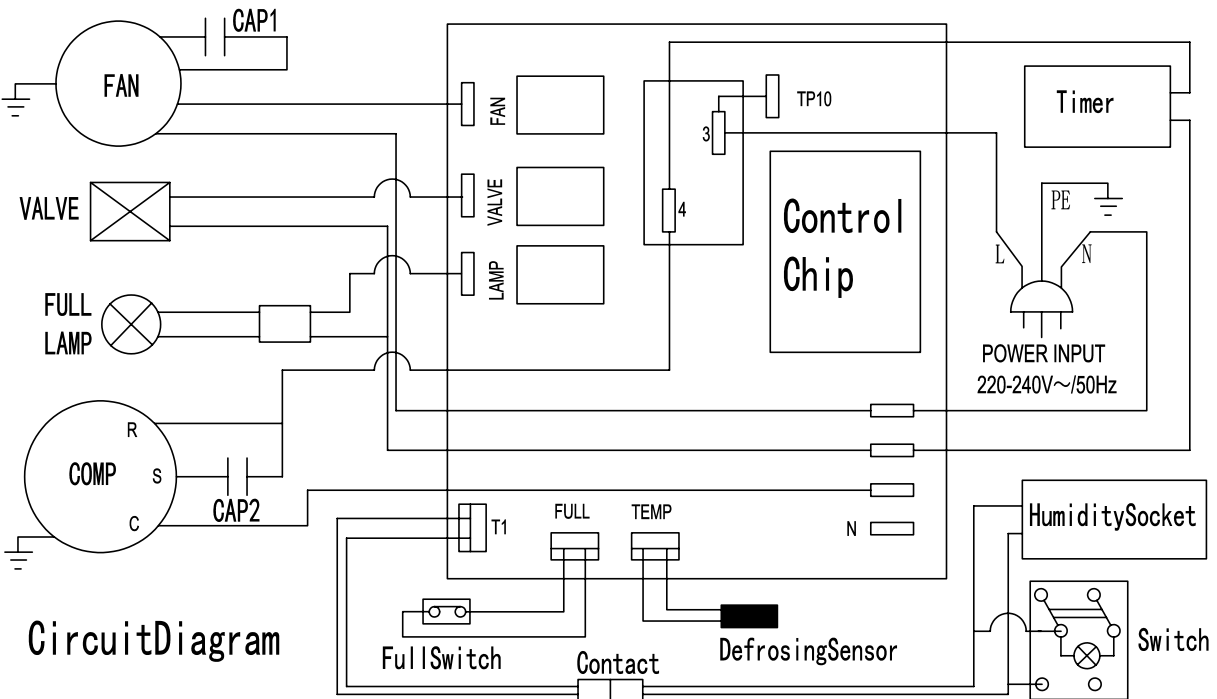 CAP1
FAN
FAN
TP10
Timer
3
VALVE
VALVE
4
Control
Chip
PE
L
N
FULL
LAMP
LAMP
POWER INPUT
220-240V～/50Hz
R
COMP
S
CAP2
C
T1
FULL
TEMP
N
HumiditySocket
CircuitDiagram
FullSwitch
Contact
DefrosingSensor
Switch